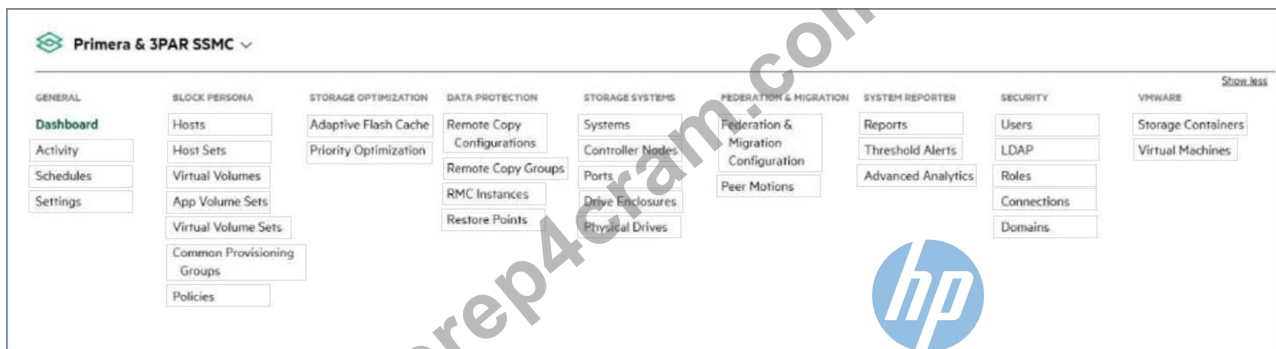 Primera & 3PAR SSMC
Show less
GENERAL
Dashboard
Activity
Schedules
Settings
BLOCK PERSONA
Hosts
Host Sets
Virtual Volumes
App Volume Sets
Virtual Volume Sets
Common Provisioning
Groups
Policies
STORAGE OPTIMIZATION
Adaptive Flash Cache
Priority Optimization
DATA PROTECTION
Remote Copy
Configurations
Remote Copy Groups
RMC Instances
Restore Points
STORAGE SYSTEMS
Systems
Controller Nodes
Ports
Drive Enclosures
Physical Drives
FEDERATION & MIGRATION
Federation &
Migration
Configuration
Peer Motions
SYSTEM REPORTER
Reports
Threshold Alerts
Advanced Analytics
SECURITY
Users
LDAP
Roles
Connections
Domains
VMWARE
Storage Containers
Virtual Machines
rep4cram.com
hp